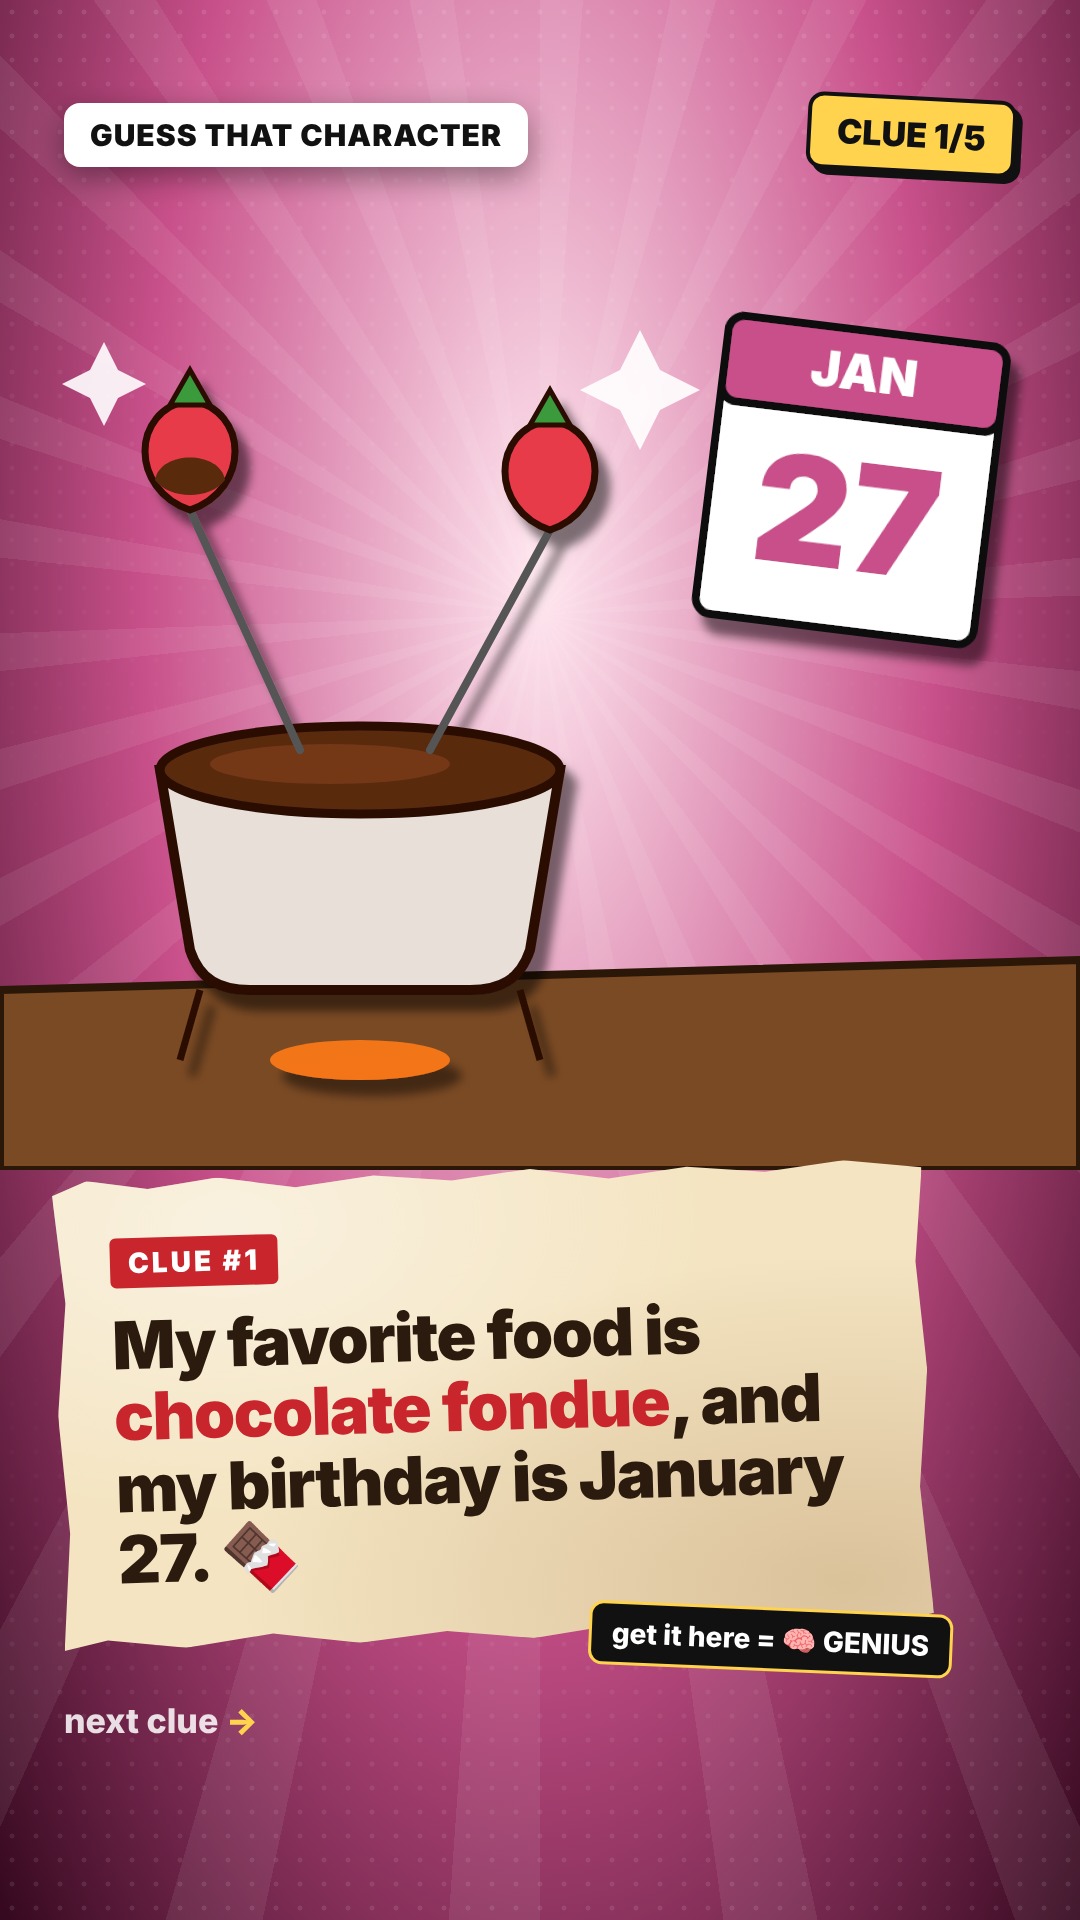 GUESS THAT CHARACTER
CLUE 1/5
JAN
27
CLUE #1
My favorite food is
chocolate fondue, and
my birthday is January
27. 🍫
get it here = 🧠 GENIUS
next clue →